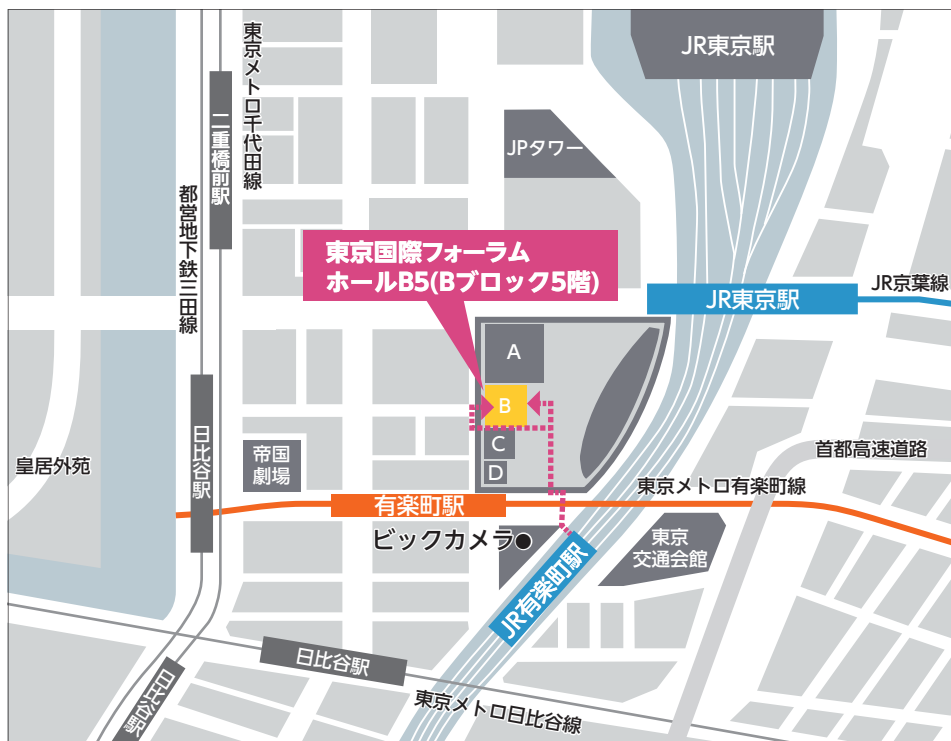 JR東京駅
東京メトロ千代田線
二重橋前駅
JPタワー
都営地下鉄三田線
東京国際フォーラム
ホールB5(Bブロック5階)
JR京葉線
JR東京駅
A
B
C
D
日比谷駅
帝国
劇場
皇居外苑
首都高速道路
東京メトロ有楽町線
有楽町駅
ビックカメラ
東京
交通会館
JR有楽町駅
日比谷駅
日比谷駅
東京メトロ日比谷線